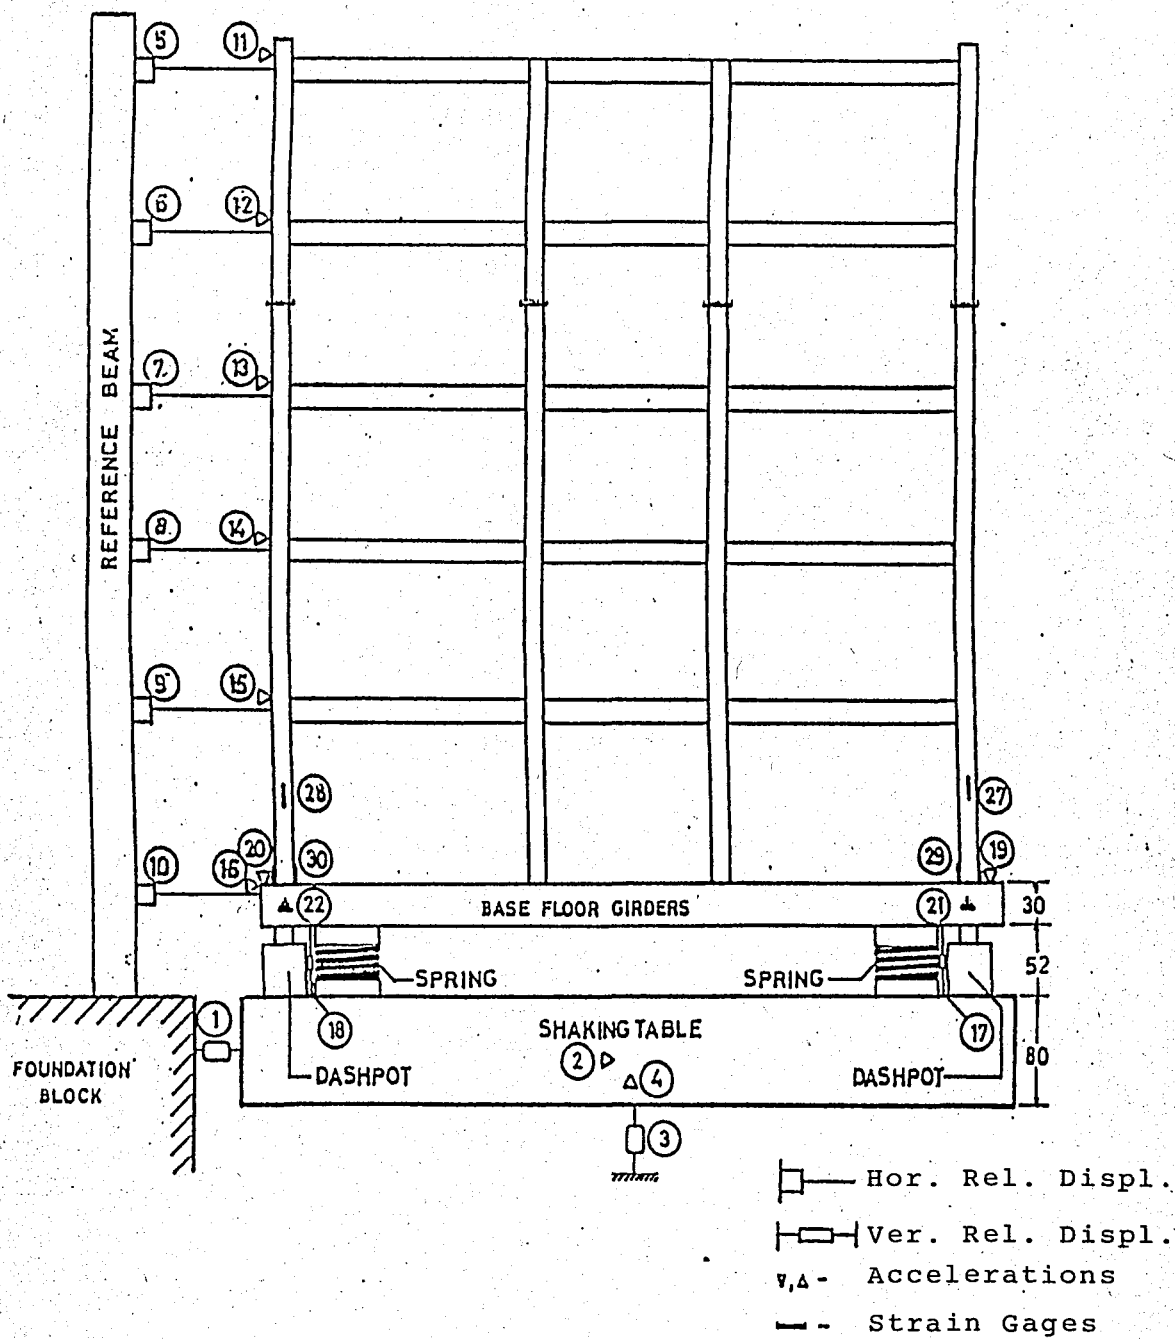 5
11
6
12
REFERENCE BEAM
7
13
8
14
9
15
28
27
10
16
20
30
29
19
22
BASE FLOOR GIRDERS
21
30
SPRING
SPRING
52
1
18
SHAKING TABLE
17
2
4
80
FOUNDATION
BLOCK
DASHPOT
DASHPOT
3
Hor. Rel. Displ.
Ver. Rel. Displ.
- Accelerations
- Strain Gages